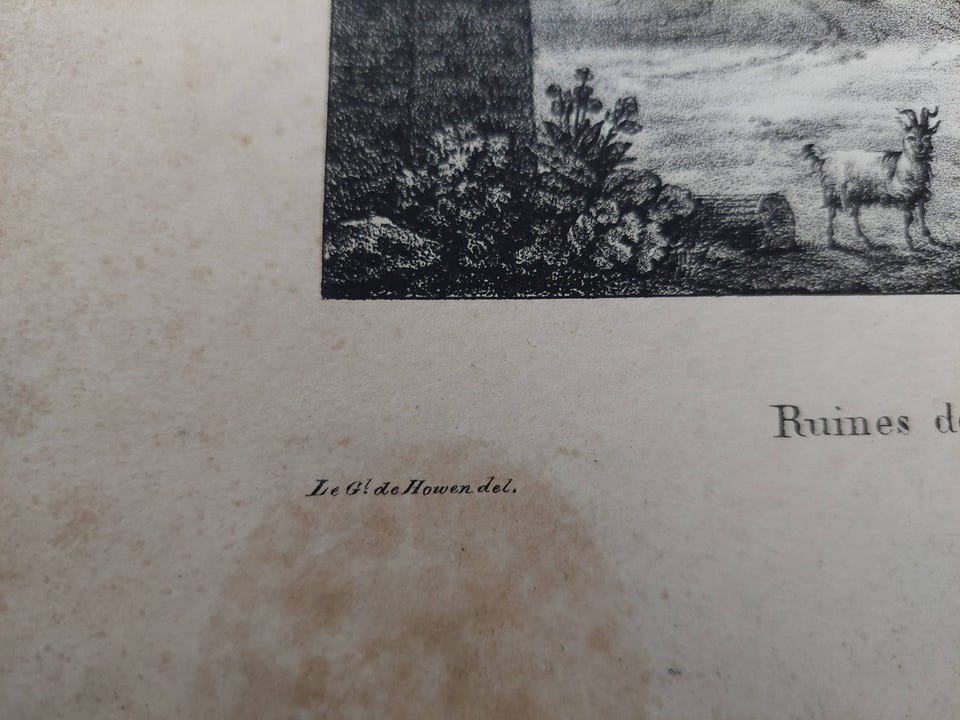 Ruines
Le Gl. de Howen del.